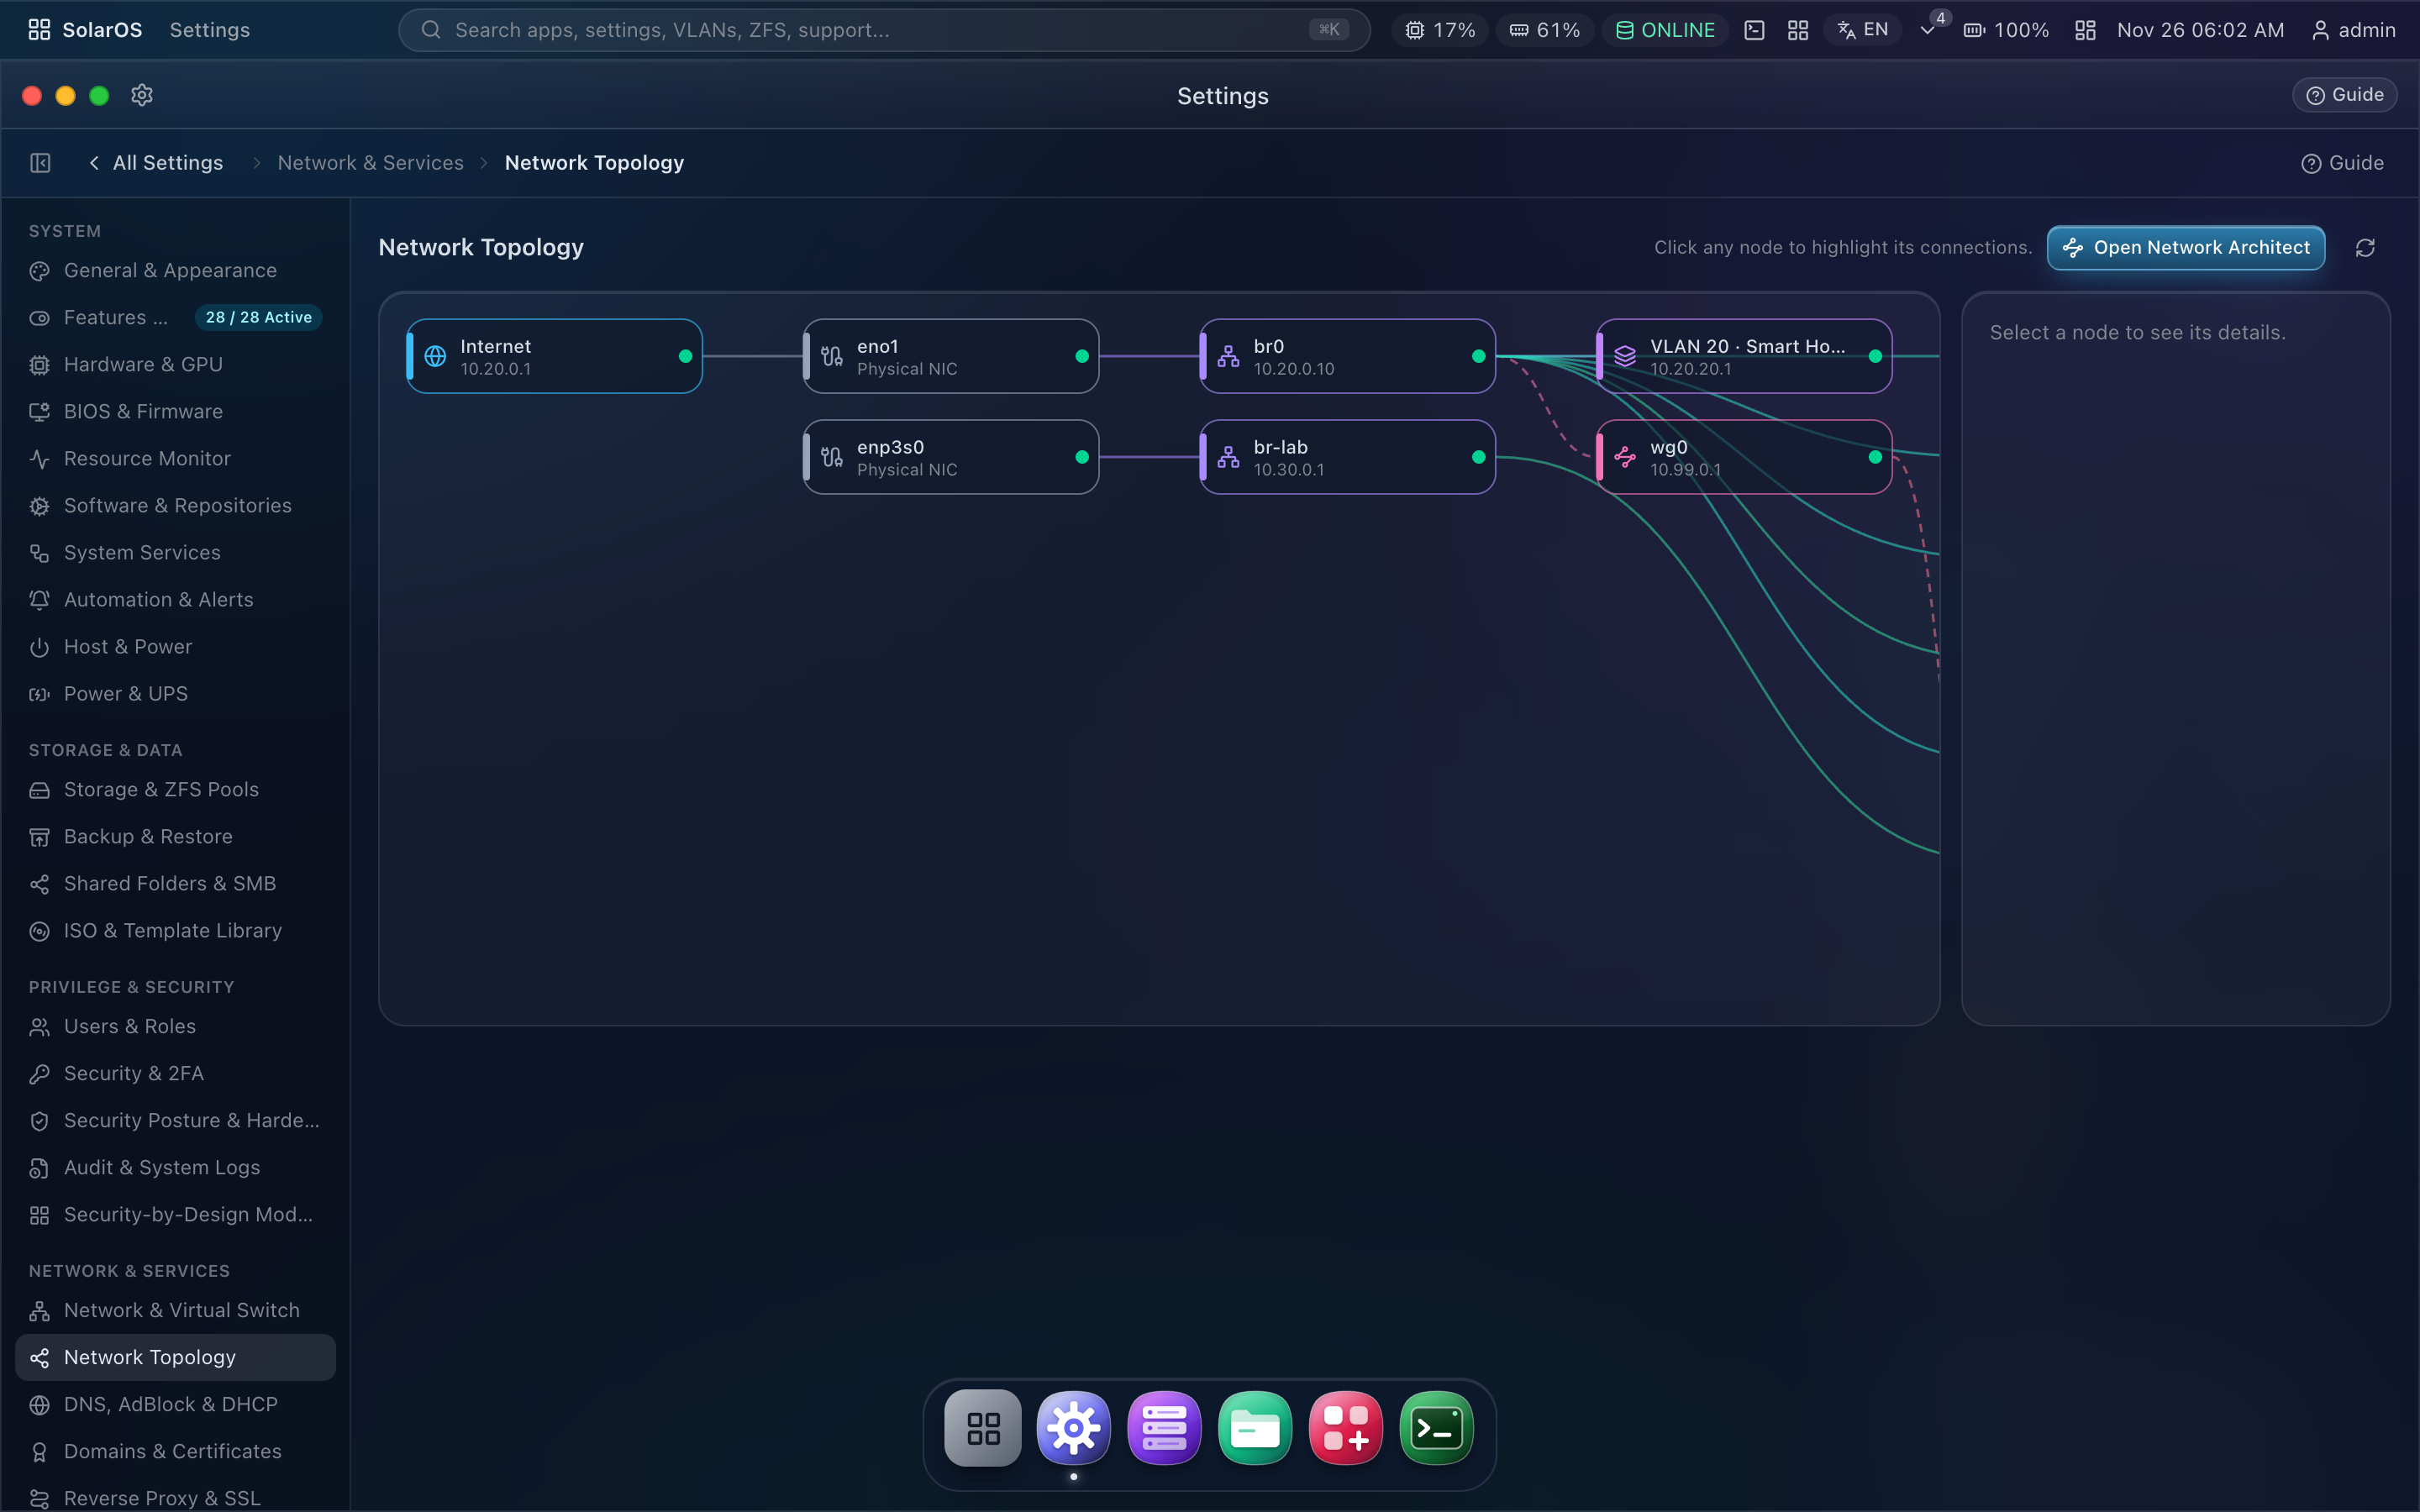 SolarOS Settings Search apps, settings, VLANs, ZFS, support... ⌘K 17% 61% ONLINE EN 4 100% Nov 26 06:02 AM admin
Settings Guide
All Settings Network & Services Network Topology Guide
SYSTEM
General & Appearance
Features ... 28 / 28 Active
Hardware & GPU
BIOS & Firmware
Resource Monitor
Software & Repositories
System Services
Automation & Alerts
Host & Power
Power & UPS
STORAGE & DATA
Storage & ZFS Pools
Backup & Restore
Shared Folders & SMB
ISO & Template Library
PRIVILEGE & SECURITY
Users & Roles
Security & 2FA
Security Posture & Harde...
Audit & System Logs
Security-by-Design Mod...
NETWORK & SERVICES
Network & Virtual Switch
Network Topology
DNS, AdBlock & DHCP
Domains & Certificates
Reverse Proxy & SSL
Network Topology Click any node to highlight its connections. Open Network Architect
Internet
10.20.0.1
eno1
Physical NIC
br0
10.20.0.10
VLAN 20 · Smart Ho...
10.20.20.1
enp3s0
Physical NIC
br-lab
10.30.0.1
wg0
10.99.0.1
Select a node to see its details.